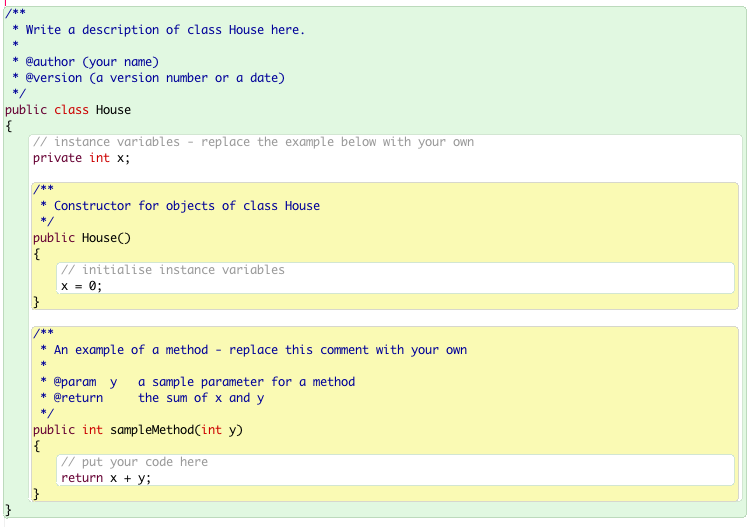 /**
 * Write a description of class House here.
 *
 * @author (your name)
 * @version (a version number or a date)
 */
public class House
{
    // instance variables - replace the example below with your own
    private int x;

    /**
     * Constructor for objects of class House
     */
    public House()
    {
        // initialise instance variables
        x = 0;
    }

    /**
     * An example of a method - replace this comment with your own
     *
     * @param  y   a sample parameter for a method
     * @return     the sum of x and y
     */
    public int sampleMethod(int y)
    {
        // put your code here
        return x + y;
    }
}